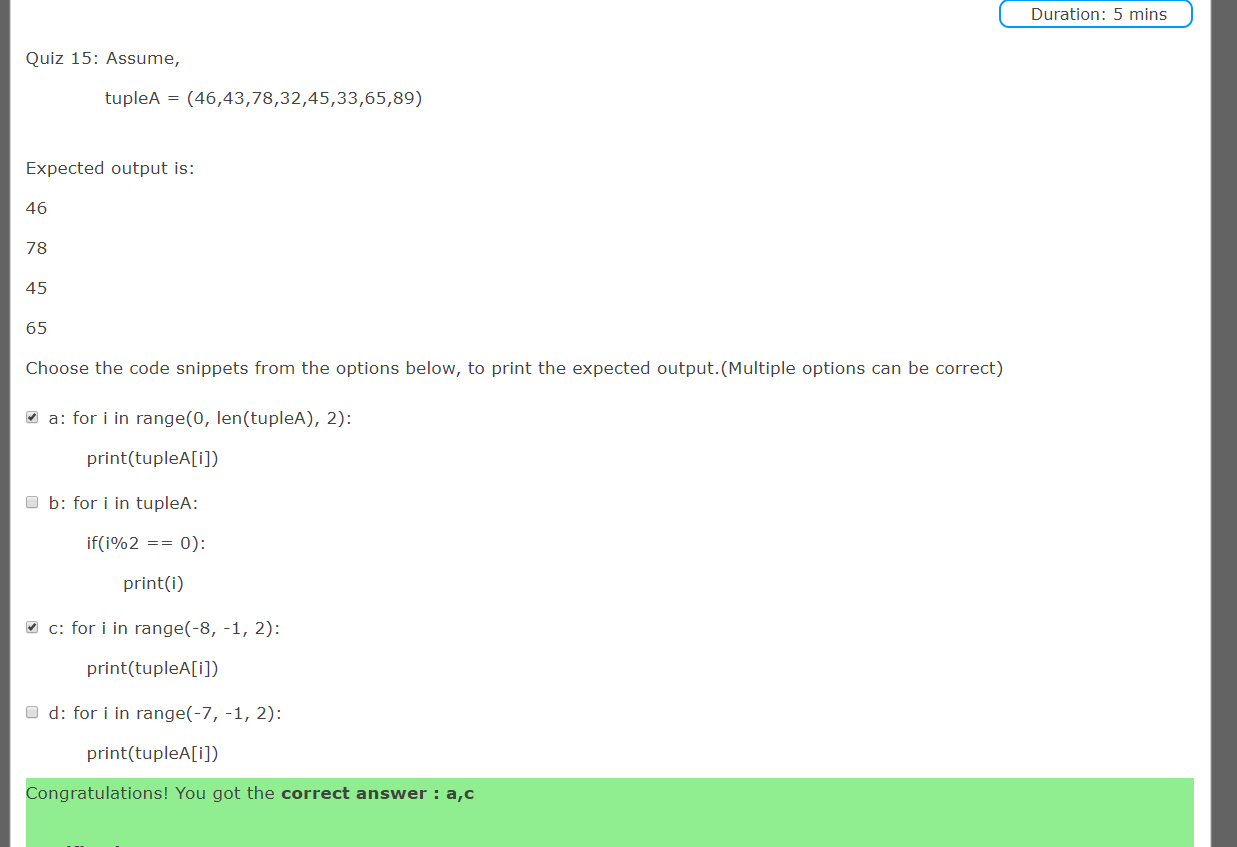 Duration: 5 mins
Quiz 15: Assume,
tupleA = (46,43,78,32,45,33,65,89)
Expected output is:
46
78
45
65
Choose the code snippets from the options below, to print the expected output.(Multiple options can be correct)
a: for i in range(0, len(tupleA), 2):
print(tupleA[i])
b: for i in tupleA:
if(i%2 == 0):
print(i)
c: for i in range(-8, -1, 2):
print(tupleA[i])
d: for i in range(-7, -1, 2):
print(tupleA[i])
Congratulations! You got the correct answer : a,c